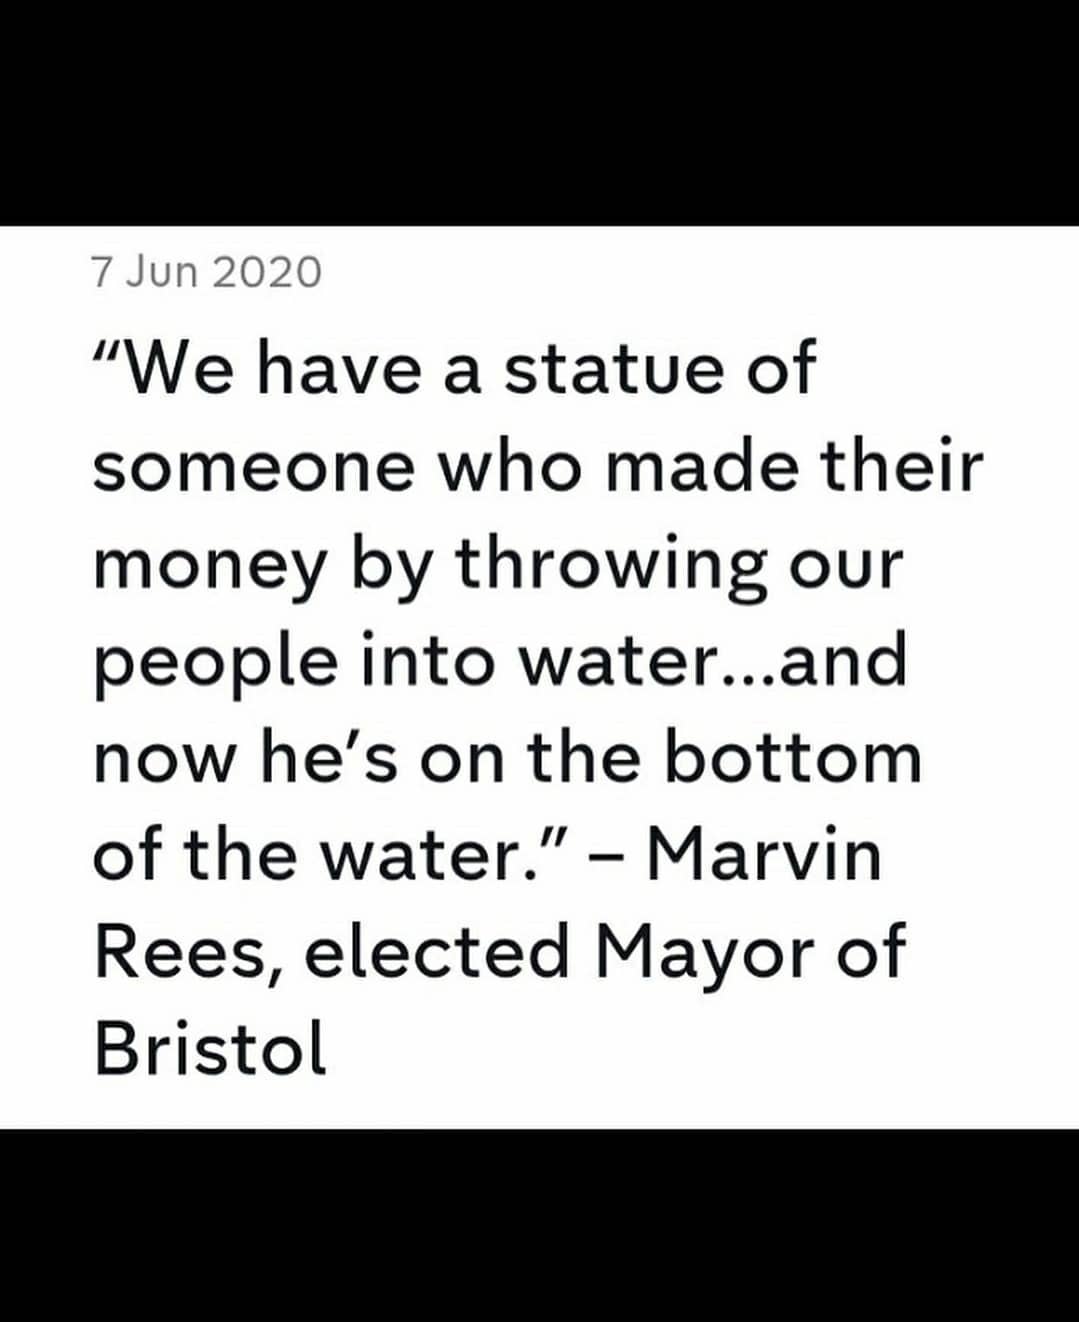 7 Jun 2020
“We have a statue of
someone who made their
money by throwing our
people into water...and
now he’s on the bottom
of the water.” – Marvin
Rees, elected Mayor of
Bristol